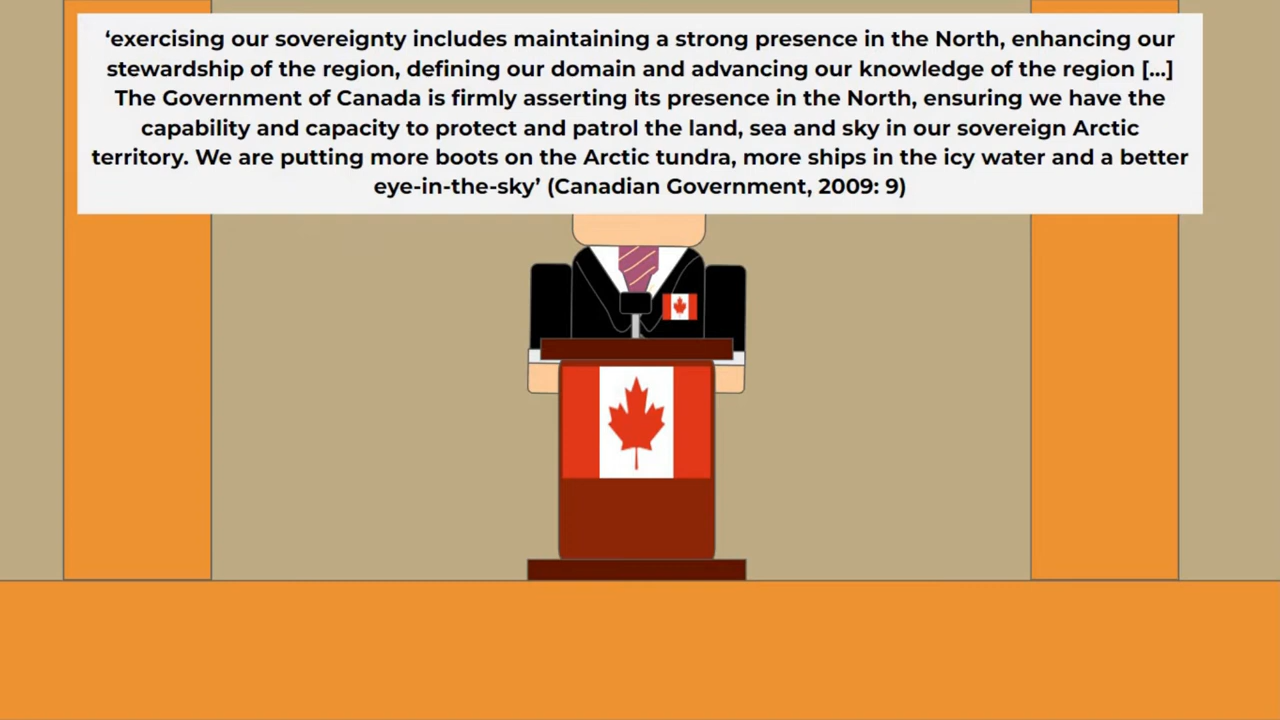 ‘exercising our sovereignty includes maintaining a strong presence in the North, enhancing our
stewardship of the region, defining our domain and advancing our knowledge of the region [...]
The Government of Canada is firmly asserting its presence in the North, ensuring we have the
capability and capacity to protect and patrol the land, sea and sky in our sovereign Arctic
territory. We are putting more boots on the Arctic tundra, more ships in the icy water and a better
eye-in-the-sky’ (Canadian Government, 2009: 9)